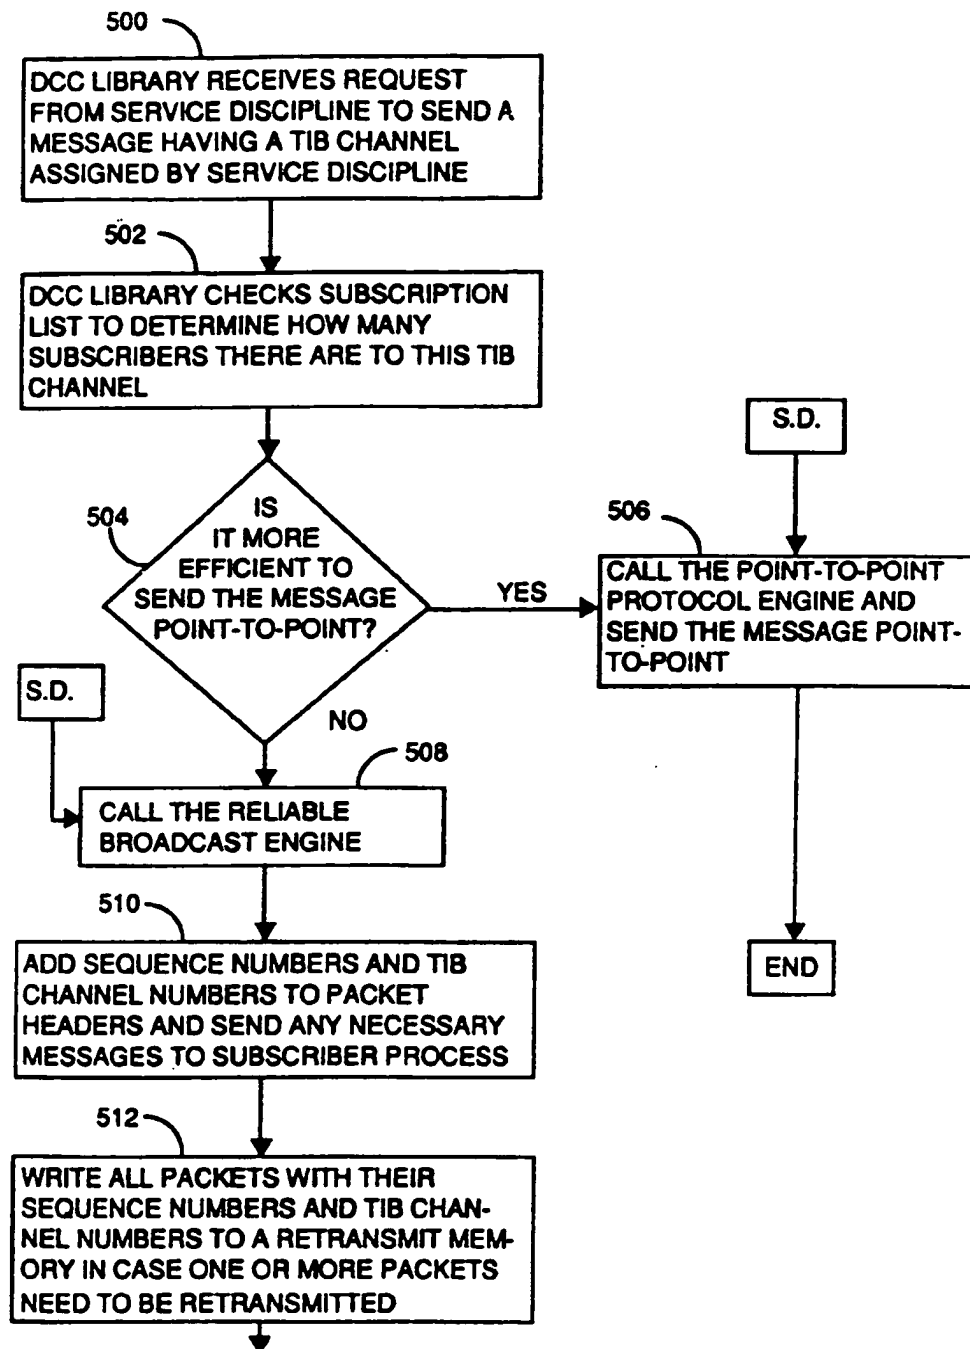 500
DCC LIBRARY RECEIVES REQUEST
FROM SERVICE DISCIPLINE TO SEND A
MESSAGE HAVING A TIB CHANNEL
ASSIGNED BY SERVICE DISCIPLINE
502
DCC LIBRARY CHECKS SUBSCRIPTION
LIST TO DETERMINE HOW MANY
SUBSCRIBERS THERE ARE TO THIS TIB
CHANNEL
504
IS
IT MORE
EFFICIENT TO
SEND THE MESSAGE
POINT-TO-POINT?
YES
S.D.
506
CALL THE POINT-TO-POINT
PROTOCOL ENGINE AND
SEND THE MESSAGE POINT-
TO-POINT
END
NO
S.D.
508
CALL THE RELIABLE
BROADCAST ENGINE
510
ADD SEQUENCE NUMBERS AND TIB
CHANNEL NUMBERS TO PACKET
HEADERS AND SEND ANY NECESSARY
MESSAGES TO SUBSCRIBER PROCESS
512
WRITE ALL PACKETS WITH THEIR
SEQUENCE NUMBERS AND TIB CHAN-
NEL NUMBERS TO A RETRANSMIT MEM-
ORY IN CASE ONE OR MORE PACKETS
NEED TO BE RETRANSMITTED